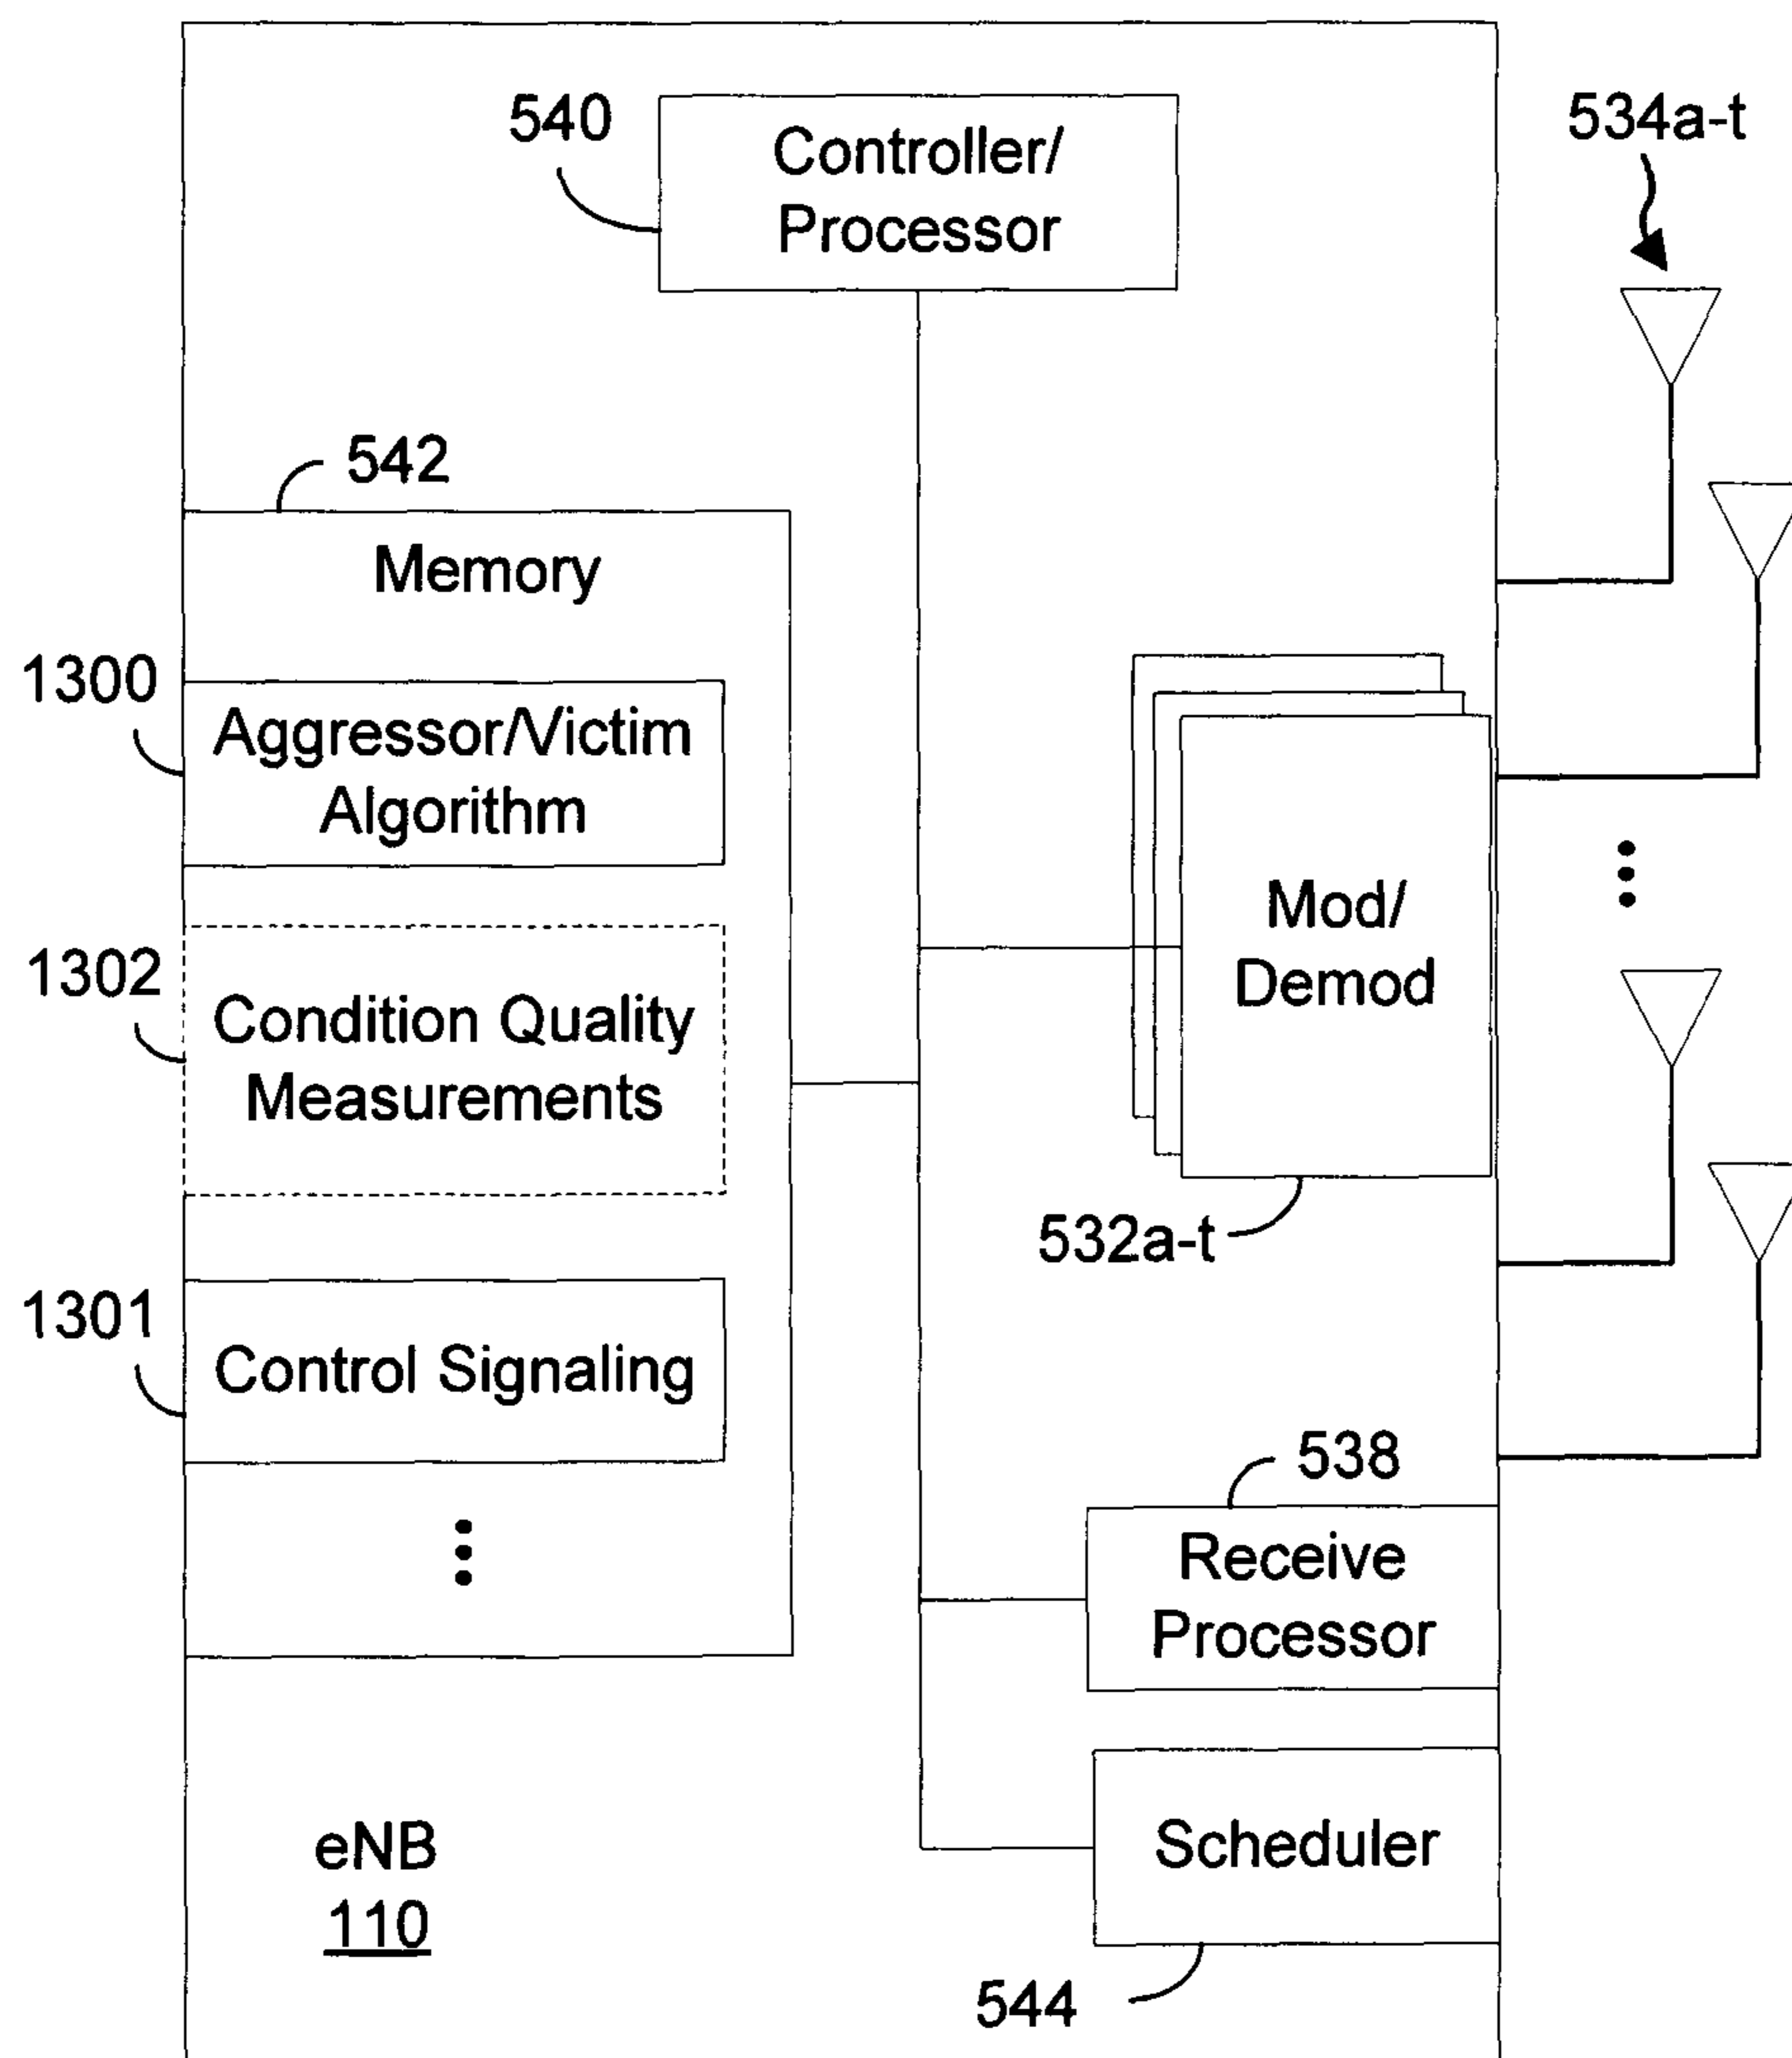 540
Controller/
Processor
534a-t
542
Memory
1300
Aggressor/Victim
Algorithm
1302
Condition Quality
Measurements
1301
Control Signaling
Mod/
Demod
532a-t
538
Receive
Processor
Scheduler
544
eNB
110